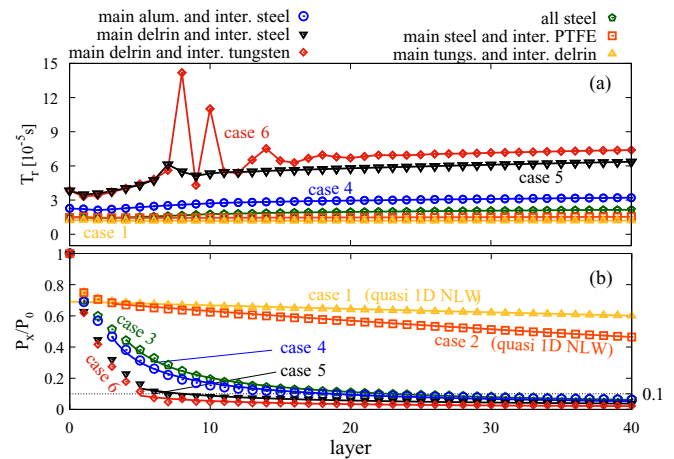 main alum. and inter. steel
all steel
main delrin and inter. steel
main steel and inter. PTFE
main delrin and inter. tungsten
main tungs. and inter. delrin
15
12
9
6
3
0
T_r [10^-5 s]
(a)
case 6
case 5
case 4
case 1
1
0.8
0.6
0.4
0.2
0
P_x/P_0
(b)
case 1 (quasi 1D NLW)
case 2 (quasi 1D NLW)
case 3
case 4
case 5
case 6
0.1
0 10 20 30 40
layer